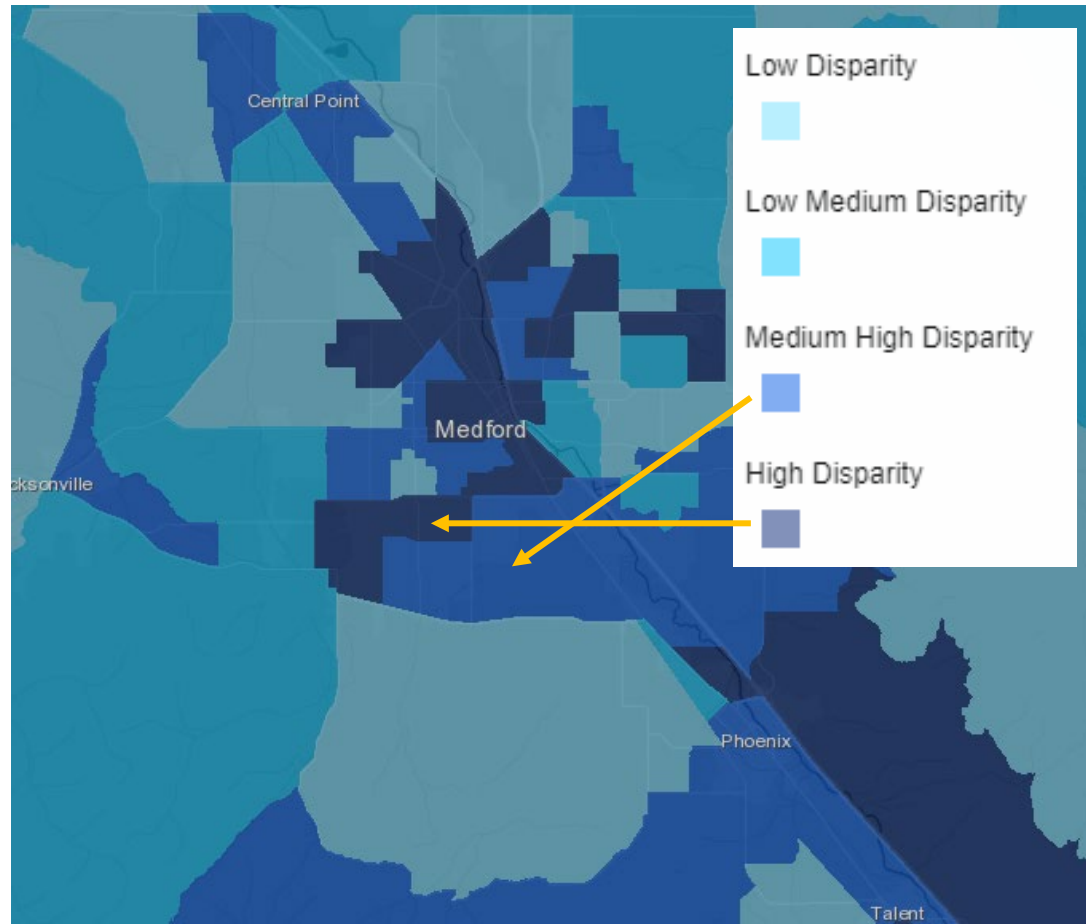 Low Disparity
Central Point
Low Medium Disparity
Medium High Disparity
Medford
High Disparity
cksonville
Phoenix
Talent